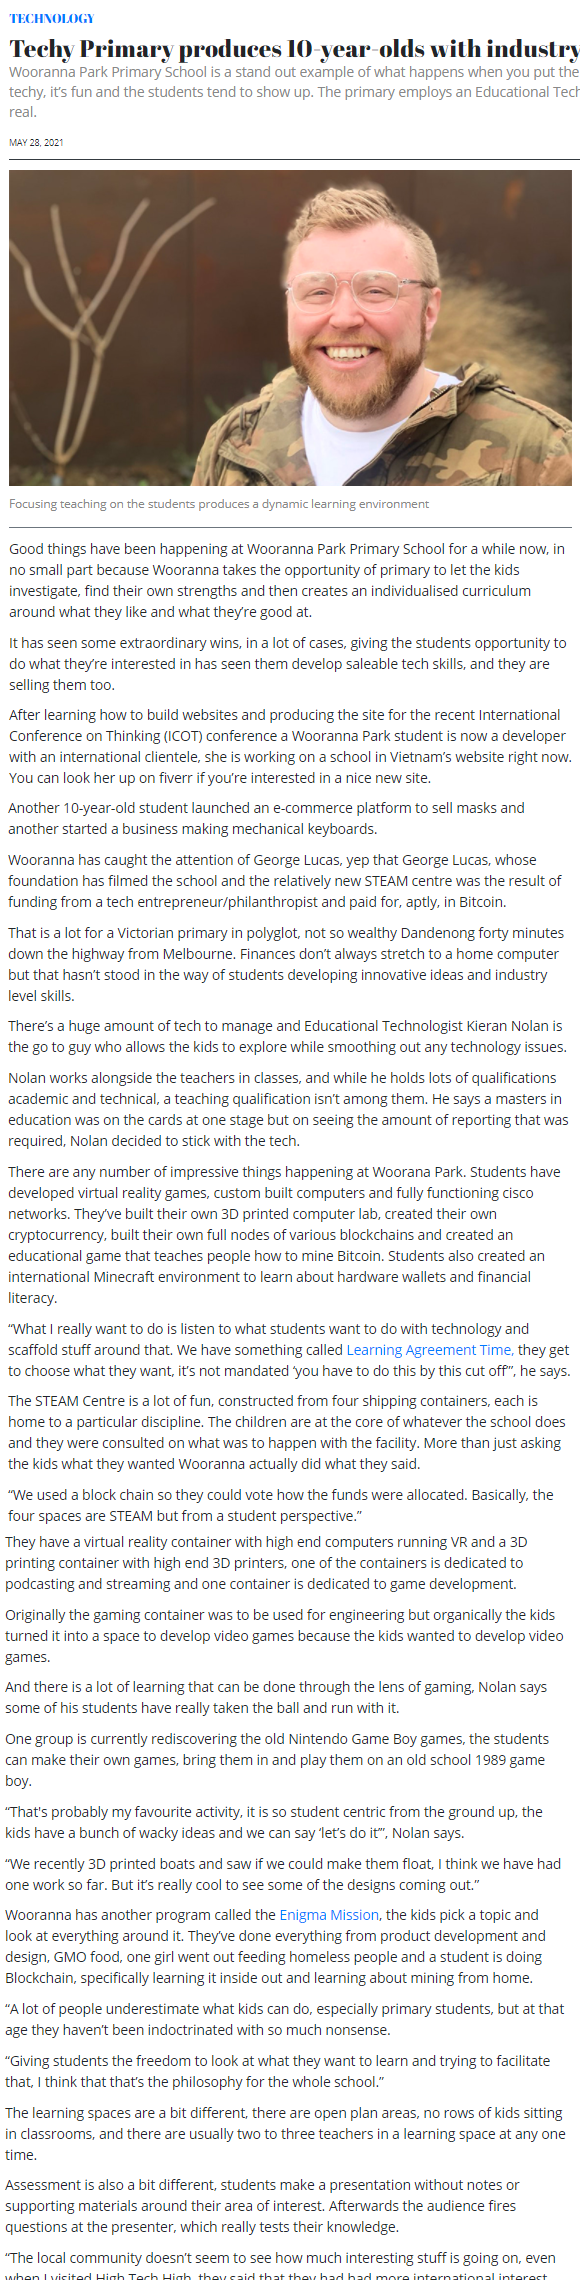 TECHNOLOGY
Techy Primary produces 10-year-olds with industry
Wooranna Park Primary School is a stand out example of what happens when you put the
techy, it’s fun and the students tend to show up. The primary employs an Educational Tech
real.
MAY 28, 2021
Focusing teaching on the students produces a dynamic learning environment
Good things have been happening at Wooranna Park Primary School for a while now, in
no small part because Wooranna takes the opportunity of primary to let the kids
investigate, find their own strengths and then creates an individualised curriculum
around what they like and what they’re good at.
It has seen some extraordinary wins, in a lot of cases, giving the students opportunity to
do what they’re interested in has seen them develop saleable tech skills, and they are
selling them too.
After learning how to build websites and producing the site for the recent International
Conference on Thinking (ICOT) conference a Wooranna Park student is now a developer
with an international clientele, she is working on a school in Vietnam’s website right now.
You can look her up on fiverr if you’re interested in a nice new site.
Another 10-year-old student launched an e-commerce platform to sell masks and
another started a business making mechanical keyboards.
Wooranna has caught the attention of George Lucas, yep that George Lucas, whose
foundation has filmed the school and the relatively new STEAM centre was the result of
funding from a tech entrepreneur/philanthropist and paid for, aptly, in Bitcoin.
That is a lot for a Victorian primary in polyglot, not so wealthy Dandenong forty minutes
down the highway from Melbourne. Finances don’t always stretch to a home computer
but that hasn’t stood in the way of students developing innovative ideas and industry
level skills.
There’s a huge amount of tech to manage and Educational Technologist Kieran Nolan is
the go to guy who allows the kids to explore while smoothing out any technology issues.
Nolan works alongside the teachers in classes, and while he holds lots of qualifications
academic and technical, a teaching qualification isn’t among them. He says a masters in
education was on the cards at one stage but on seeing the amount of reporting that was
required, Nolan decided to stick with the tech.
There are any number of impressive things happening at Woorana Park. Students have
developed virtual reality games, custom built computers and fully functioning cisco
networks. They’ve built their own 3D printed computer lab, created their own
cryptocurrency, built their own full nodes of various blockchains and created an
educational game that teaches people how to mine Bitcoin. Students also created an
international Minecraft environment to learn about hardware wallets and financial
literacy.
“What I really want to do is listen to what students want to do with technology and
scaffold stuff around that. We have something called Learning Agreement Time, they get
to choose what they want, it’s not mandated ‘you have to do this by this cut off’”, he says.
The STEAM Centre is a lot of fun, constructed from four shipping containers, each is
home to a particular discipline. The children are at the core of whatever the school does
and they were consulted on what was to happen with the facility. More than just asking
the kids what they wanted Wooranna actually did what they said.
“We used a block chain so they could vote how the funds were allocated. Basically, the
four spaces are STEAM but from a student perspective.”
They have a virtual reality container with high end computers running VR and a 3D
printing container with high end 3D printers, one of the containers is dedicated to
podcasting and streaming and one container is dedicated to game development.
Originally the gaming container was to be used for engineering but organically the kids
turned it into a space to develop video games because the kids wanted to develop video
games.
And there is a lot of learning that can be done through the lens of gaming, Nolan says
some of his students have really taken the ball and run with it.
One group is currently rediscovering the old Nintendo Game Boy games, the students
can make their own games, bring them in and play them on an old school 1989 game
boy.
“That's probably my favourite activity, it is so student centric from the ground up, the
kids have a bunch of wacky ideas and we can say ‘let’s do it’”, Nolan says.
“We recently 3D printed boats and saw if we could make them float, I think we have had
one work so far. But it’s really cool to see some of the designs coming out.”
Wooranna has another program called the Enigma Mission, the kids pick a topic and
look at everything around it. They’ve done everything from product development and
design, GMO food, one girl went out feeding homeless people and a student is doing
Blockchain, specifically learning it inside out and learning about mining from home.
“A lot of people underestimate what kids can do, especially primary students, but at that
age they haven’t been indoctrinated with so much nonsense.
“Giving students the freedom to look at what they want to learn and trying to facilitate
that, I think that that’s the philosophy for the whole school.”
The learning spaces are a bit different, there are open plan areas, no rows of kids sitting
in classrooms, and there are usually two to three teachers in a learning space at any one
time.
Assessment is also a bit different, students make a presentation without notes or
supporting materials around their area of interest. Afterwards the audience fires
questions at the presenter, which really tests their knowledge.
“The local community doesn’t seem to see how much interesting stuff is going on, even
when I visited High Tech High, they said that they had had more international interest